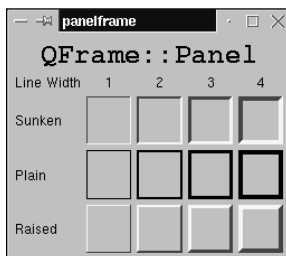 panelframe
QFrame::Panel
Line Width 1 2 3 4
Sunken
Plain
Raised